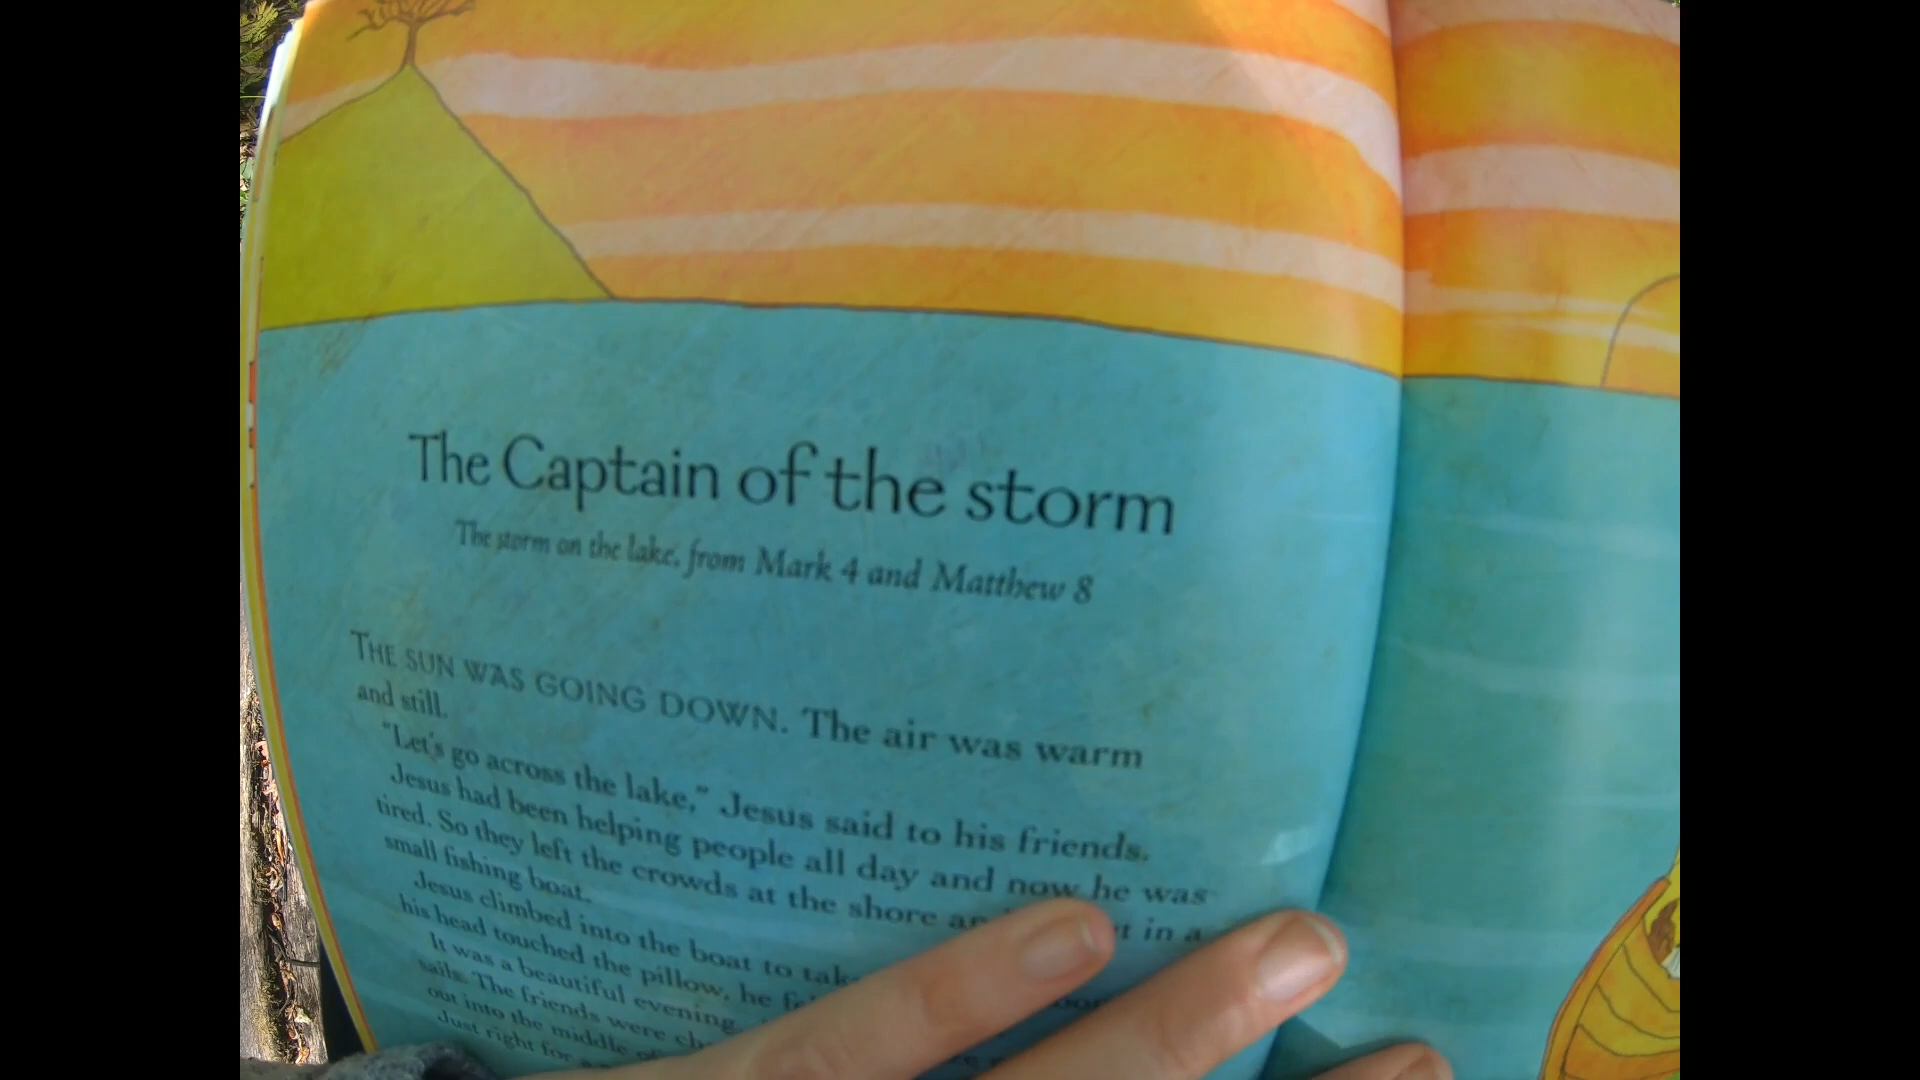 The Captain of the storm
The storm on the lake, from Mark 4 and Matthew 8
THE SUN WAS GOING DOWN. The air was warm
and still.
"Let's go across the lake," Jesus said to his friends.
Jesus had been helping people all day and now he was
tired. So they left the crowds at the shore in a
small fishing boat.
Jesus climbed into the boat to
his head touched the pillow, he
It was a beautiful evening.
sails. The friends were
out into the middle
Just right for